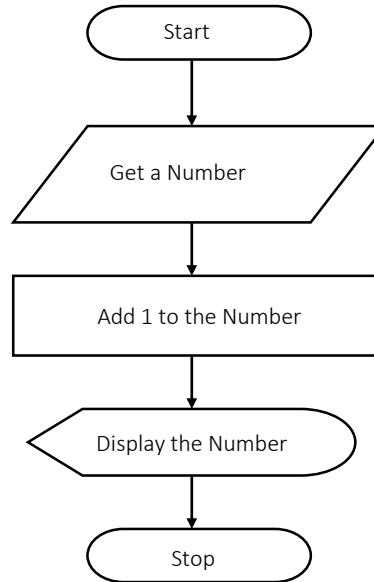 Start
Get a Number
Add 1 to the Number
Display the Number
Stop